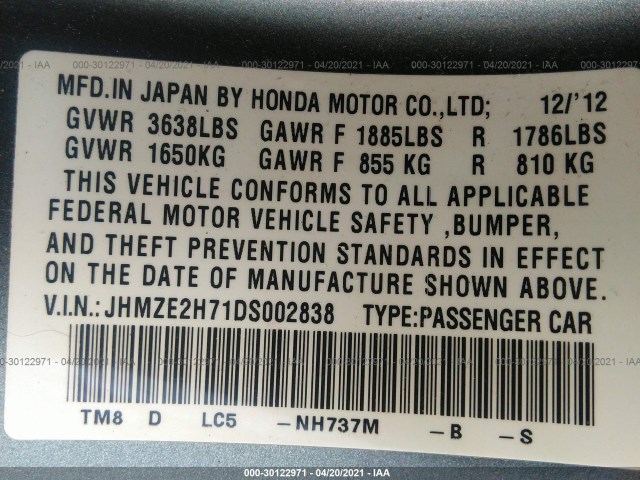 000-30122971 - 04/20/2021 - IAA
MFD.IN JAPAN BY HONDA MOTOR CO.,LTD; 12/'12
GVWR 3638LBS GAWR F 1885LBS R 1786LBS
GVWR 1650KG GAWR F 855 KG R 810 KG
THIS VEHICLE CONFORMS TO ALL APPLICABLE
FEDERAL MOTOR VEHICLE SAFETY ,BUMPER,
AND THEFT PREVENTION STANDARDS IN EFFECT
ON THE DATE OF MANUFACTURE SHOWN ABOVE.
V.I.N.:JHMZE2H71DS002838 TYPE:PASSENGER CAR
TM8 D LC5 -NH737M -B -S
000-30122971 - 04/20/2021 - IAA